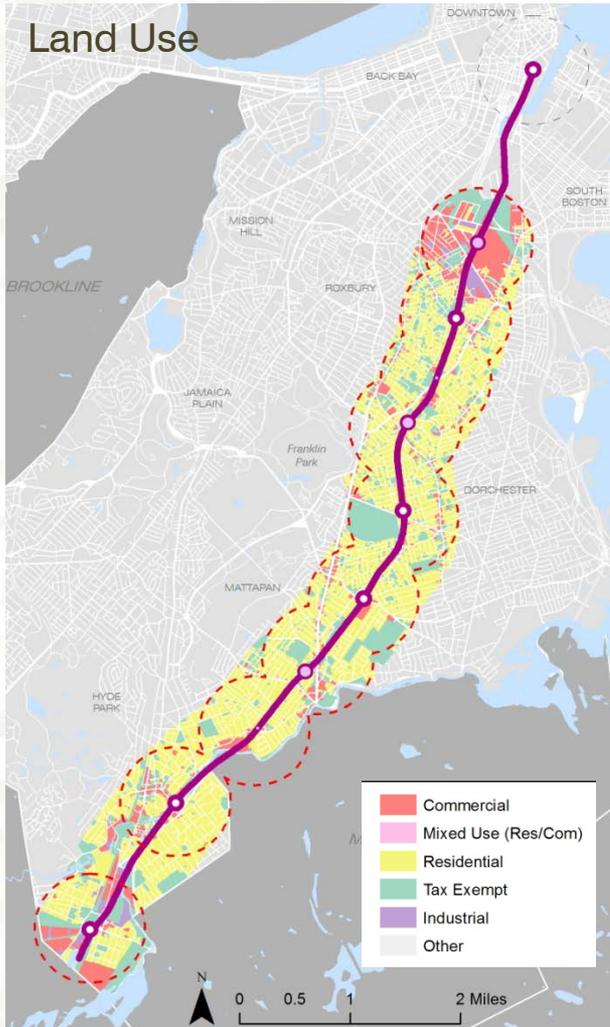 Land Use
DOWNTOWN
BACK BAY
SOUTH
BOSTON
MISSION
HILL
BROOKLINE
ROXBURY
JAMAICA
PLAIN
Franklin
Park
DORCHESTER
MATTAPAN
HYDE
PARK
M
Commercial
Mixed Use (Res/Com)
Residential
Tax Exempt
Industrial
Other
N
0 0.5 1 2 Miles